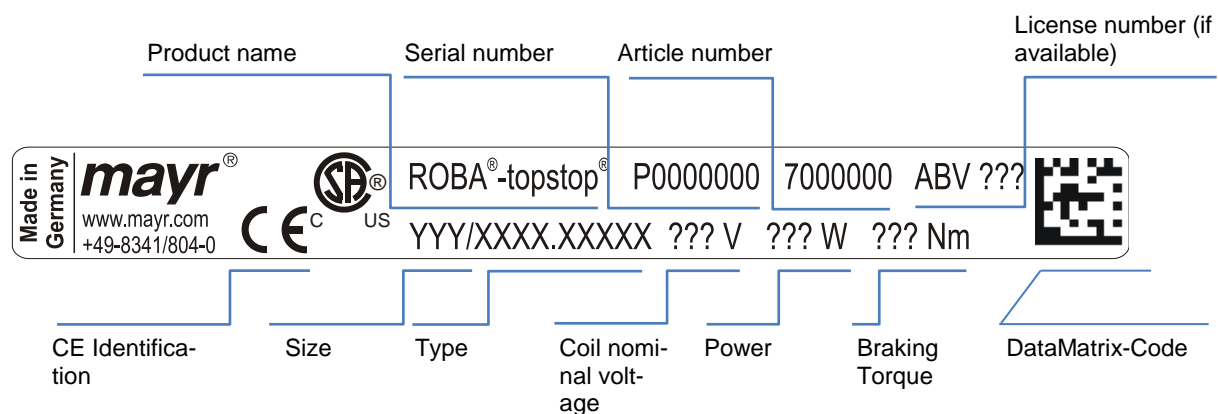 License number (if
available)
Product name
Serial number
Article number
Made in
Germany
mayr®
www.mayr.com
+49-8341/804-0
CE
C SA® US
ROBA®-topstop® P0000000 7000000 ABV ???
YYY/XXXX.XXXXX ??? V ??? W ??? Nm
CE Identifica-
tion
Size
Type
Coil nomi-
nal volt-
age
Power
Braking
Torque
DataMatrix-Code